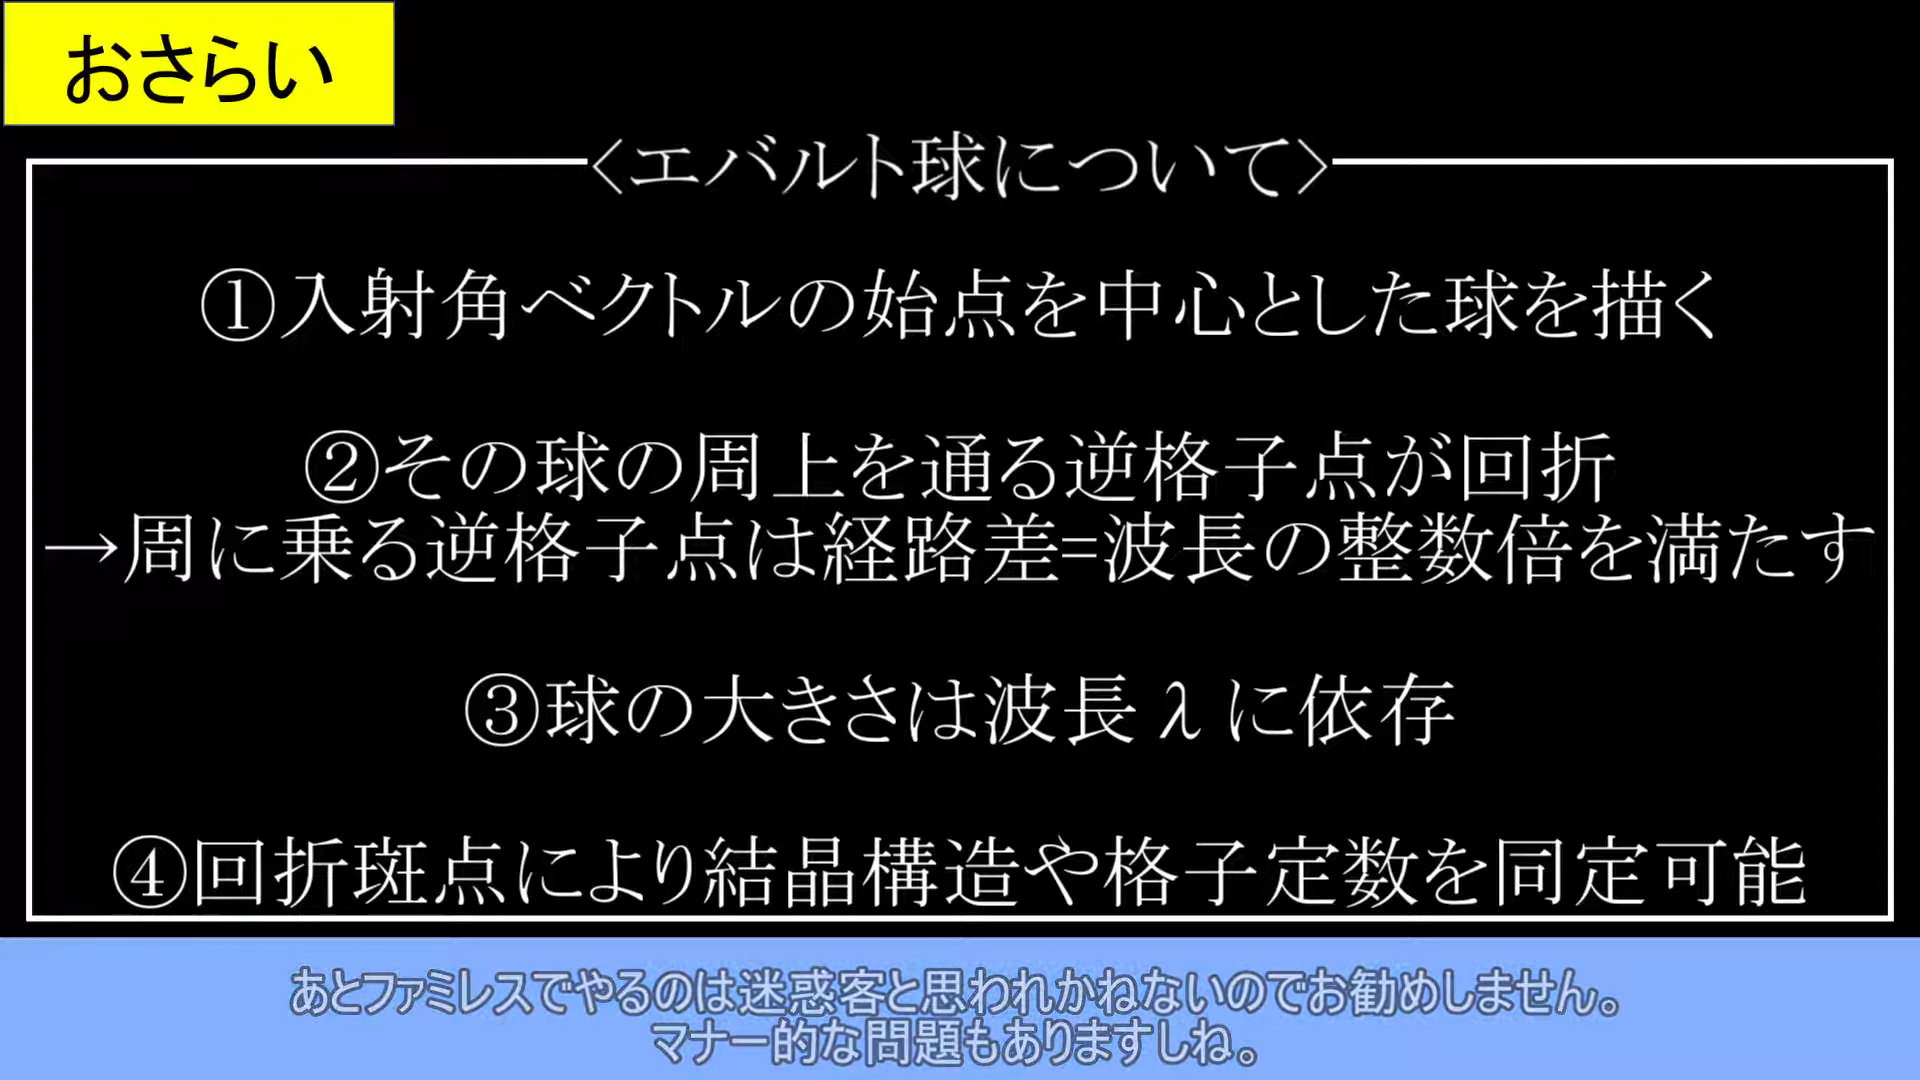 おさらい
〈エバルト球について〉
①入射角ベクトルの始点を中心とした球を描く
②その球の周上を通る逆格子点が回折
→周に乗る逆格子点は経路差=波長の整数倍を満たす
③球の大きさは波長λに依存
④回折斑点により結晶構造や格子定数を同定可能
あとファミレスでやるのは迷惑客と思われかねないのでお勧めしません。
マナー的な問題もありますしね。